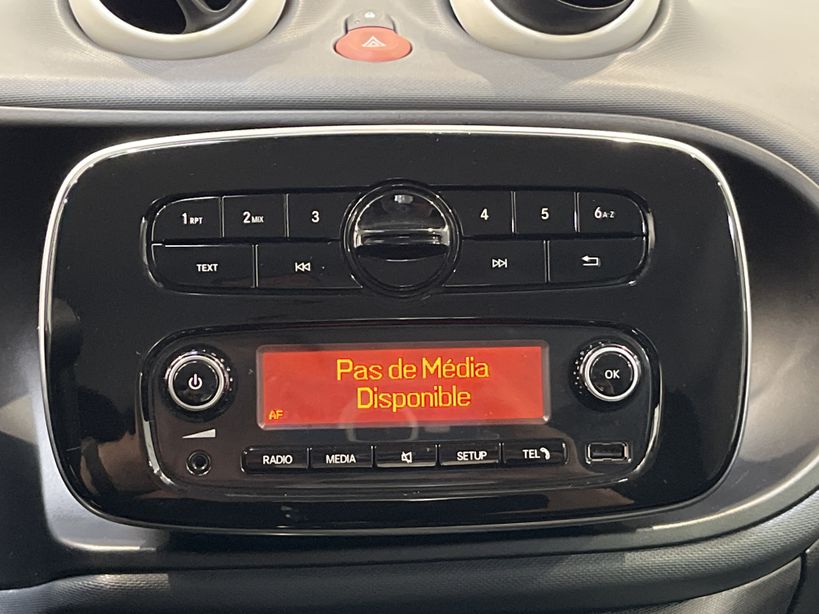 1 RPT 2 MIX 3 4 5 6 A-Z
TEXT
OK
Pas de Média
Disponible
AF
RADIO MEDIA SETUP TEL